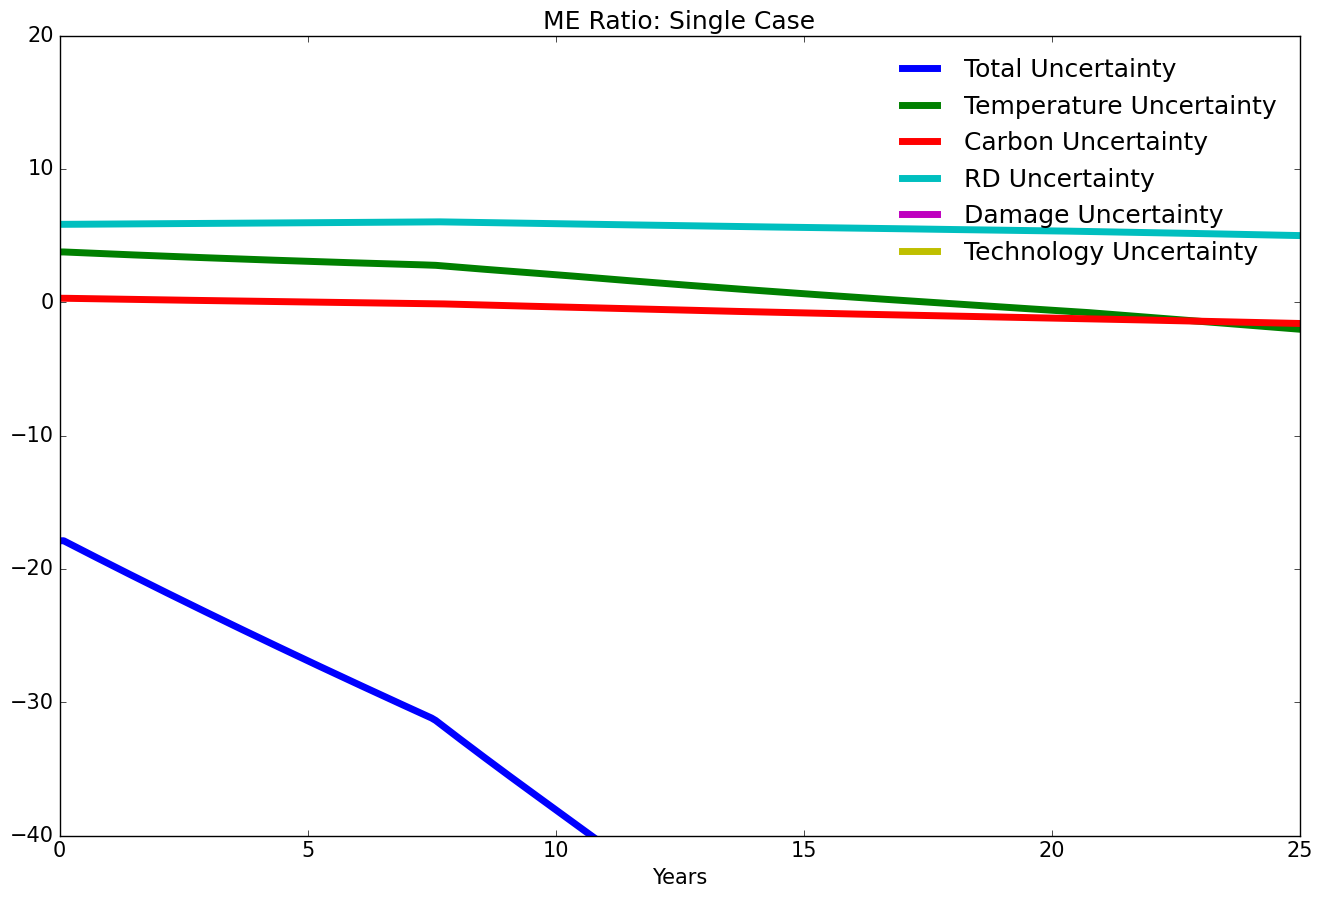 ME Ratio: Single Case
20
10
0
−10
−20
−30
−40
Total Uncertainty
Temperature Uncertainty
Carbon Uncertainty
RD Uncertainty
Damage Uncertainty
Technology Uncertainty
0 5 10 15 20 25
Years